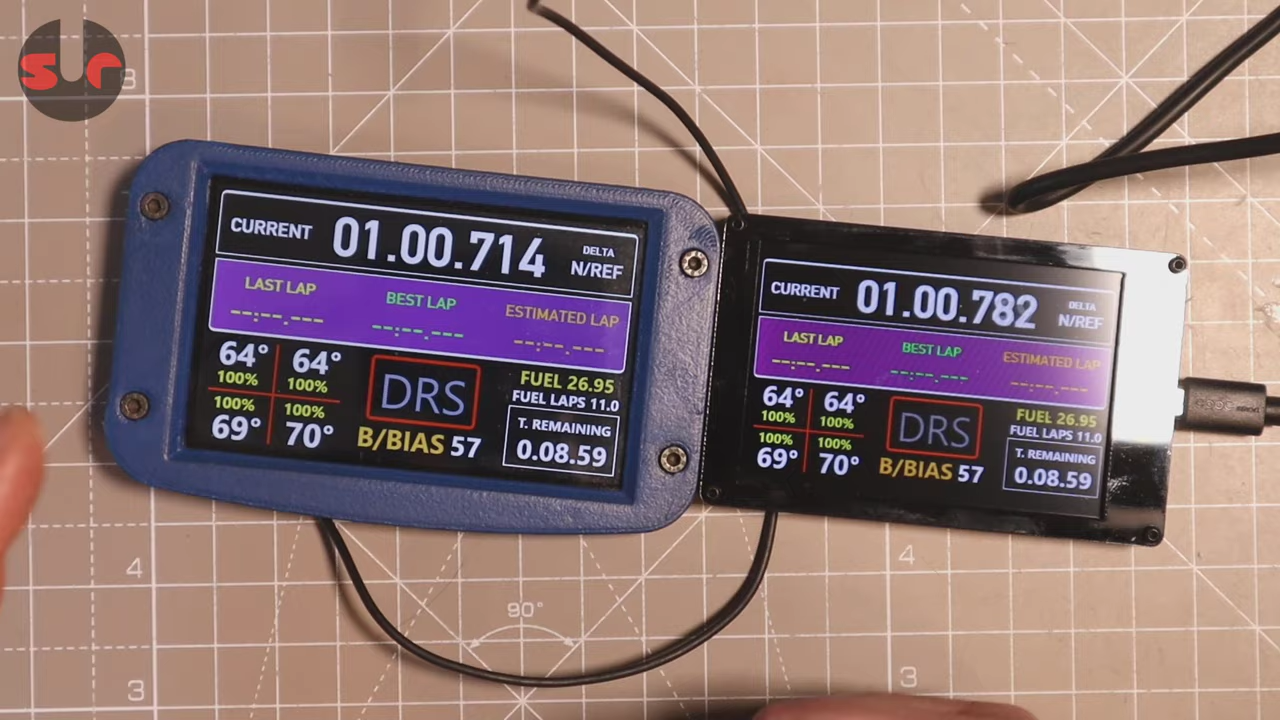 sur
8
CURRENT 01.00.714 DELTA N/REF
LAST LAP BEST LAP ESTIMATED LAP
--:--.--- --:--.--- --:--.---
64° 64°
100% 100%
100% 100%
69° 70°
DRS
B/BIAS 57
FUEL 26.95
FUEL LAPS 11.0
T. REMAINING
0.08.59
CURRENT 01.00.782 DELTA N/REF
LAST LAP BEST LAP ESTIMATED LAP
--:--.--- --:--.--- --:--.---
64° 64°
100% 100%
100% 100%
69° 70°
DRS
B/BIAS 57
FUEL 26.95
FUEL LAPS 11.0
T. REMAINING
0.08.59
4
4
90°
3
3